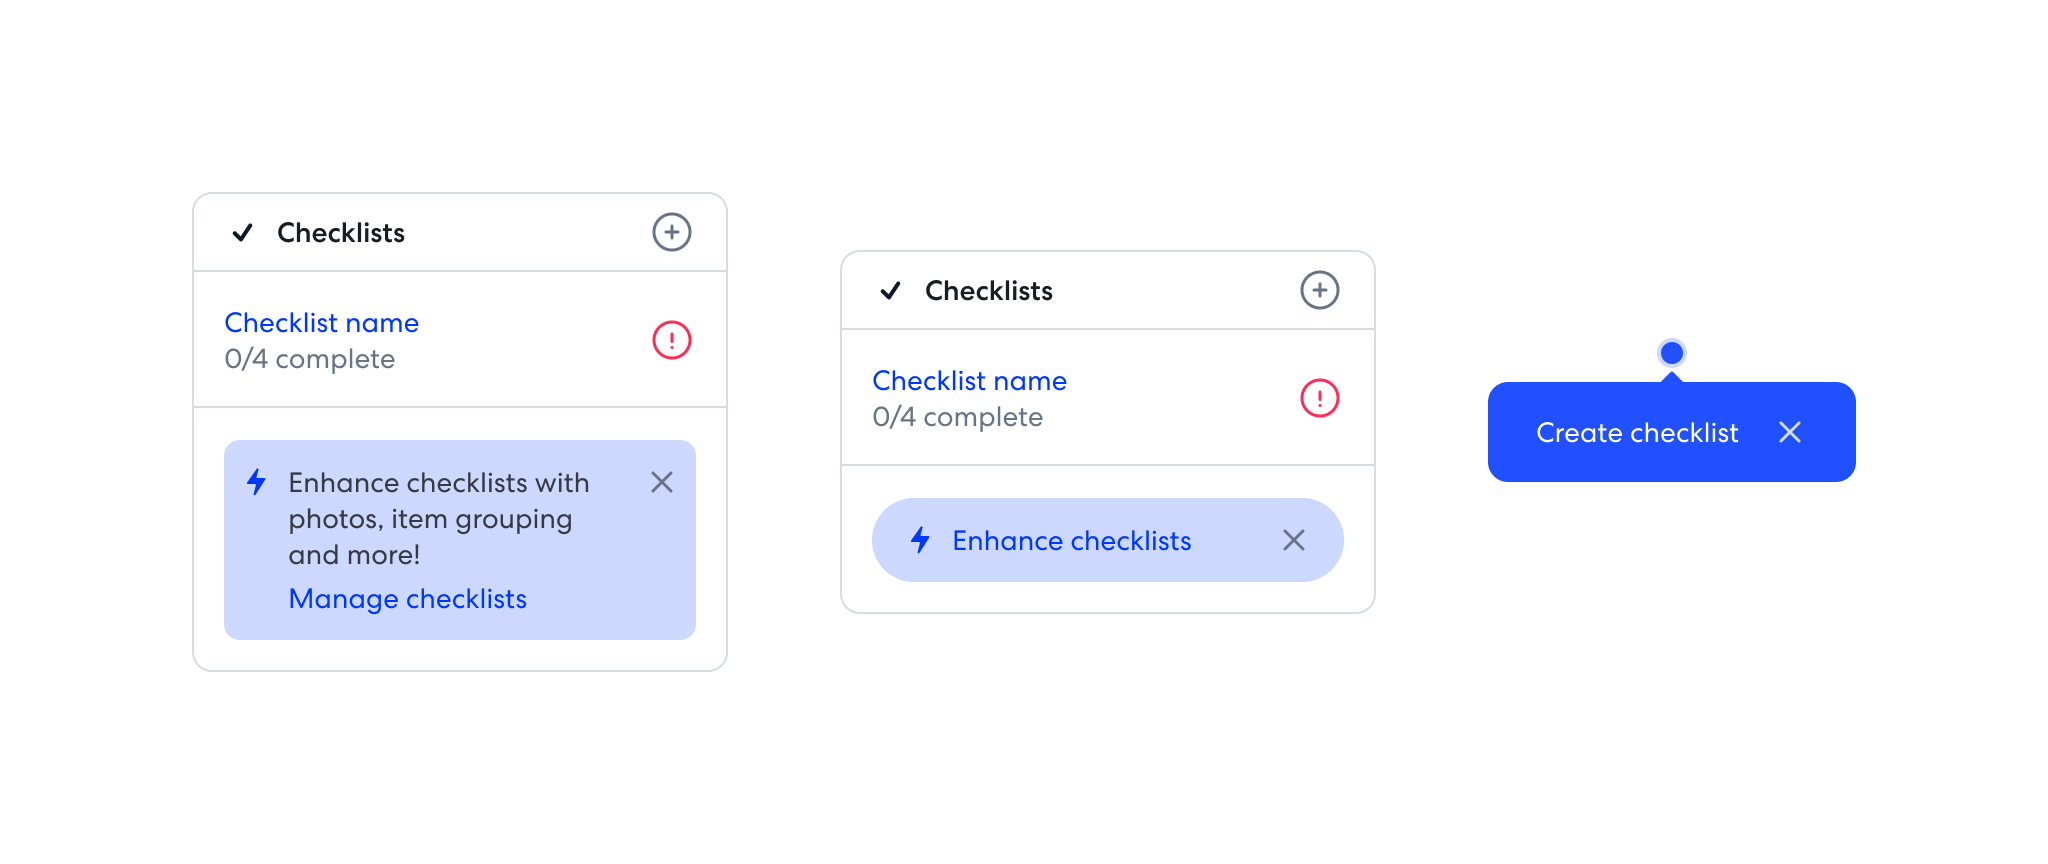 Checklists
Checklist name
0/4 complete
Enhance checklists with
photos, item grouping
and more!
Manage checklists
Checklists
Checklist name
0/4 complete
Enhance checklists
Create checklist